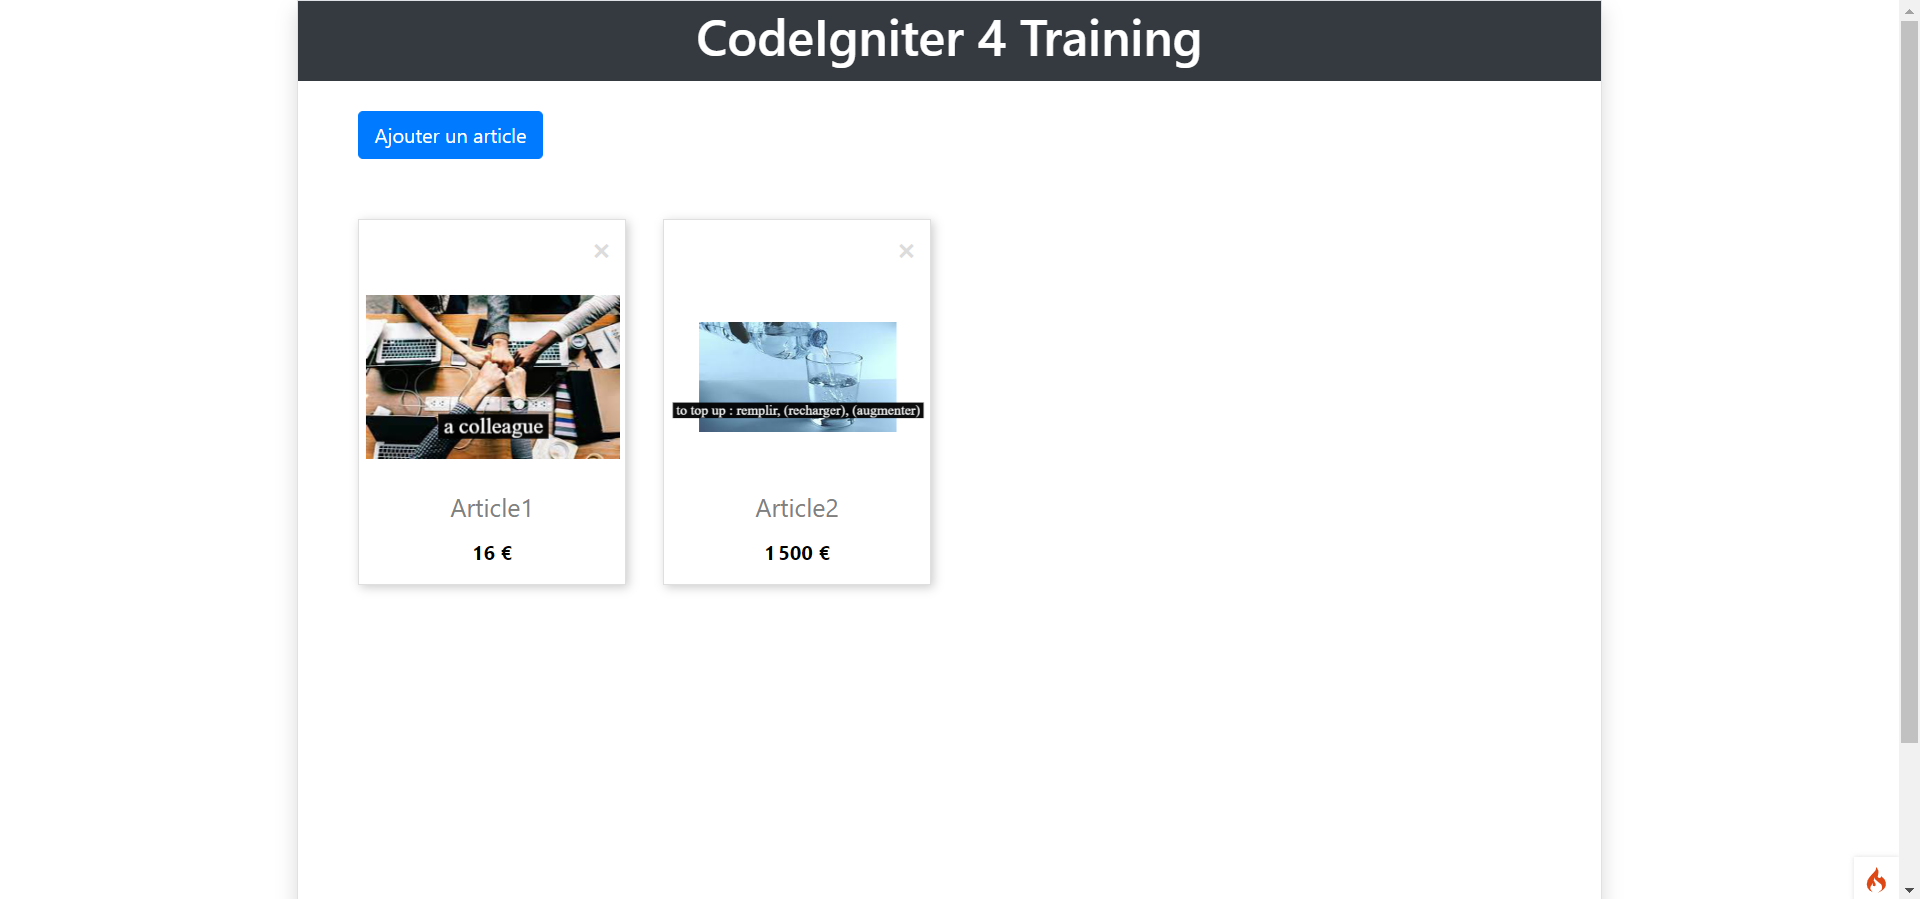 CodeIgniter 4 Training
Ajouter un article
×
×
a colleague
to top up : remplir, (recharger), (augmenter)
Article1
Article2
16 €
1 500 €